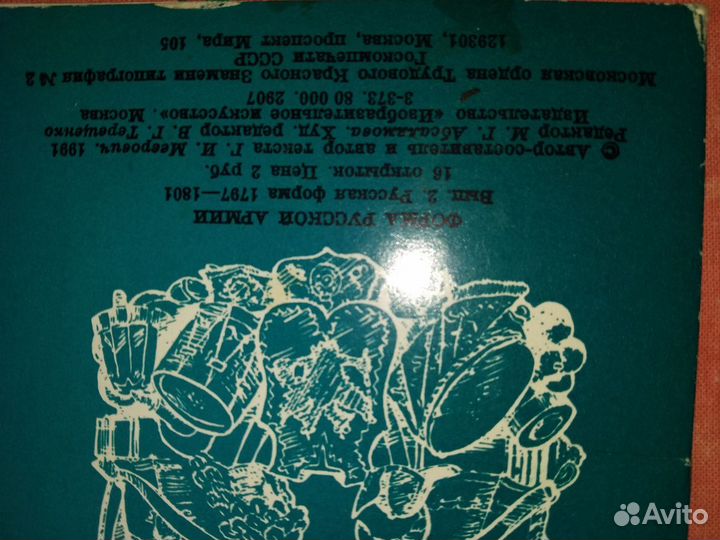 ФОРМА РУССКОЙ АРМИИ
Вып. 2. Русская форма 1797—1801
16 открыток. Цена 2 руб.
© Автор-составитель и автор текста Г. И. Меерович. 1991
Редактор М. Г. Абсалямова. Худ. редактор В. Г. Терещенко
Издательство «Изобразительное искусство». Москва
3-373. 80 000. 2907
Московская ордена Трудового Красного Знамени типография № 2
Госкомпечати СССР
129301, Москва, проспект Мира, 105
Avito